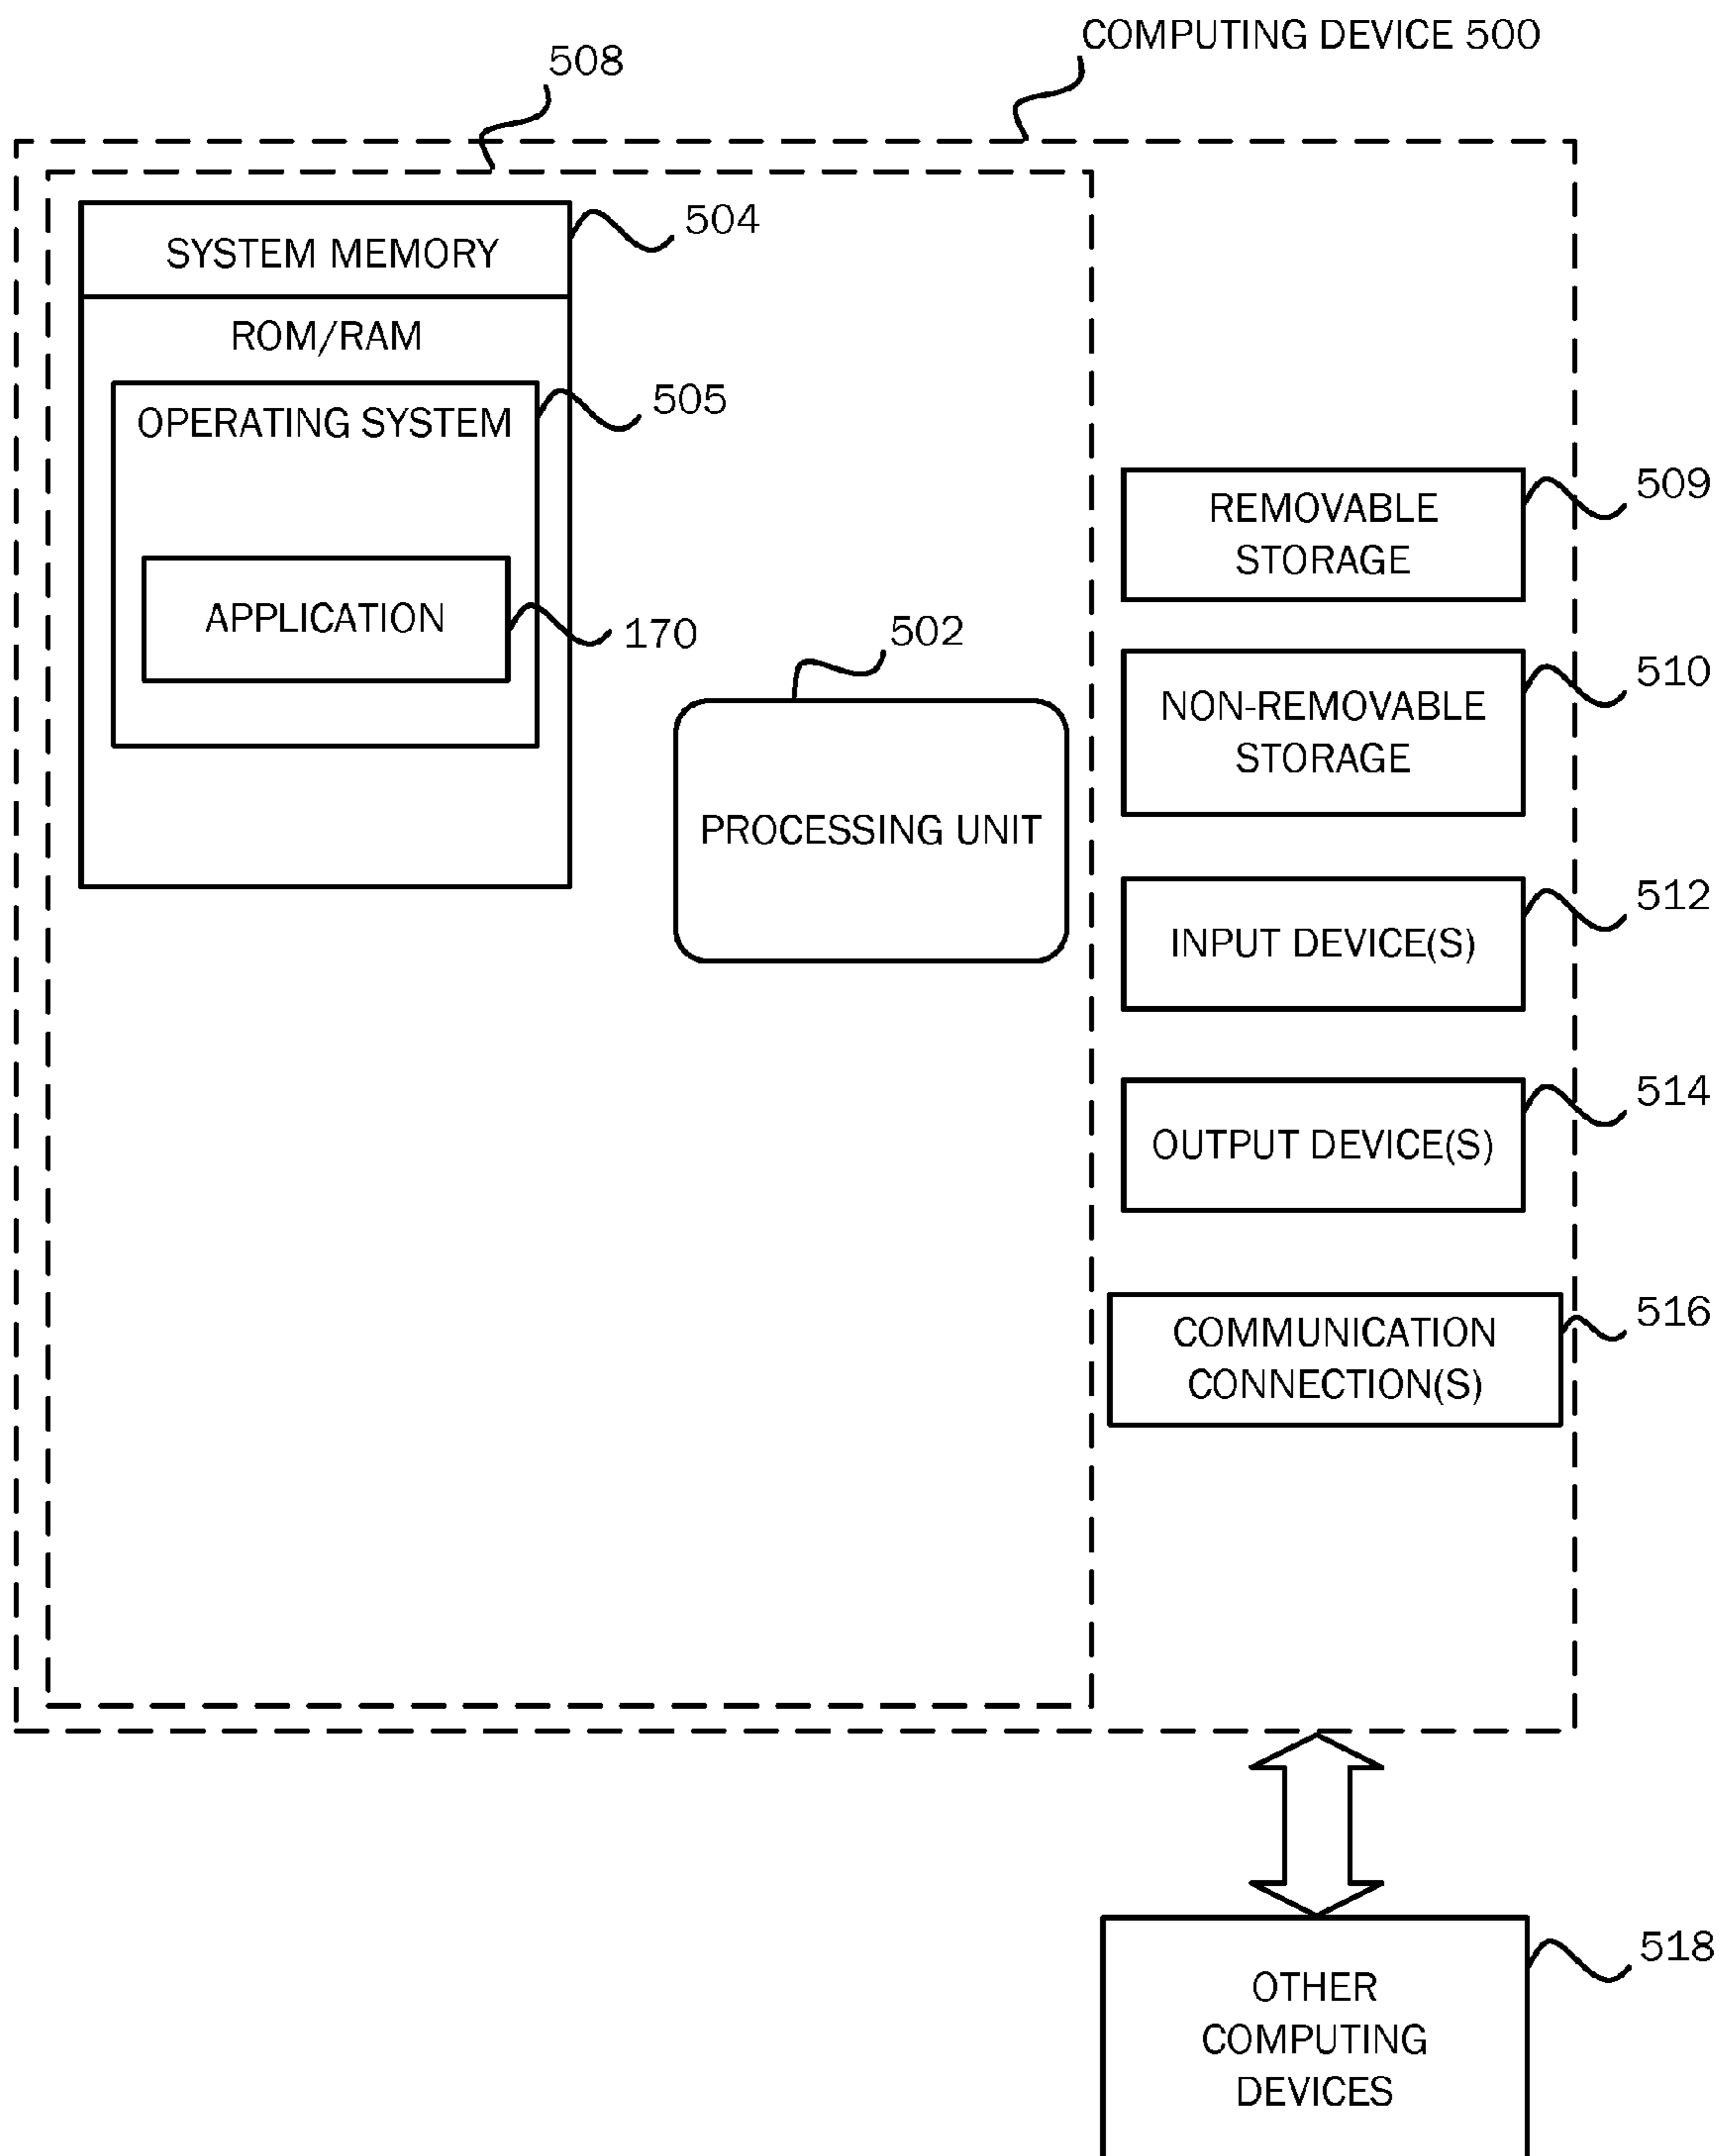 COMPUTING DEVICE 500
508
504
SYSTEM MEMORY
ROM/RAM
505
OPERATING SYSTEM
APPLICATION
170
502
PROCESSING UNIT
509
REMOVABLE
STORAGE
510
NON-REMOVABLE
STORAGE
512
INPUT DEVICE(S)
514
OUTPUT DEVICE(S)
516
COMMUNICATION
CONNECTION(S)
518
OTHER
COMPUTING
DEVICES